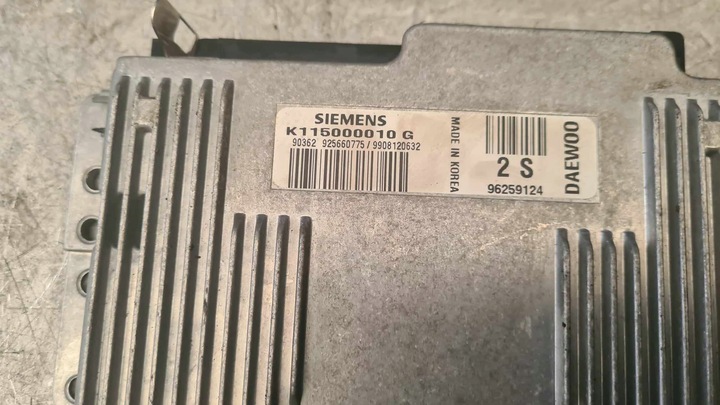 SIEMENS
K115000010 G
90362 925660775 / 9908120632
MADE IN KOREA
2 S
96259124
DAEWOO